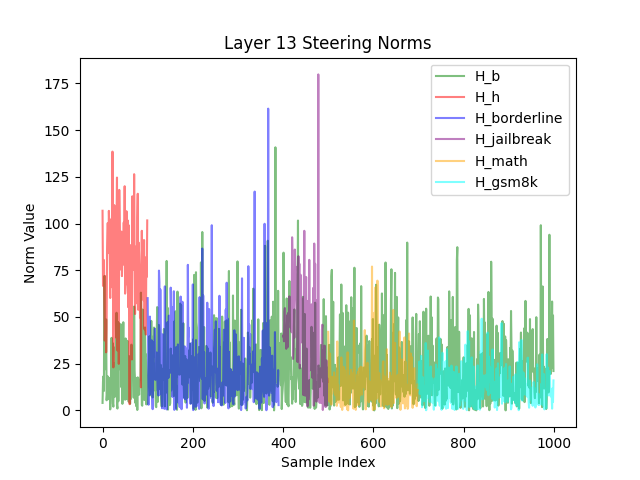 Layer 13 Steering Norms
Norm Value
175
150
125
100
75
50
25
0
0
200
400
600
800
1000
Sample Index
H_b
H_h
H_borderline
H_jailbreak
H_math
H_gsm8k